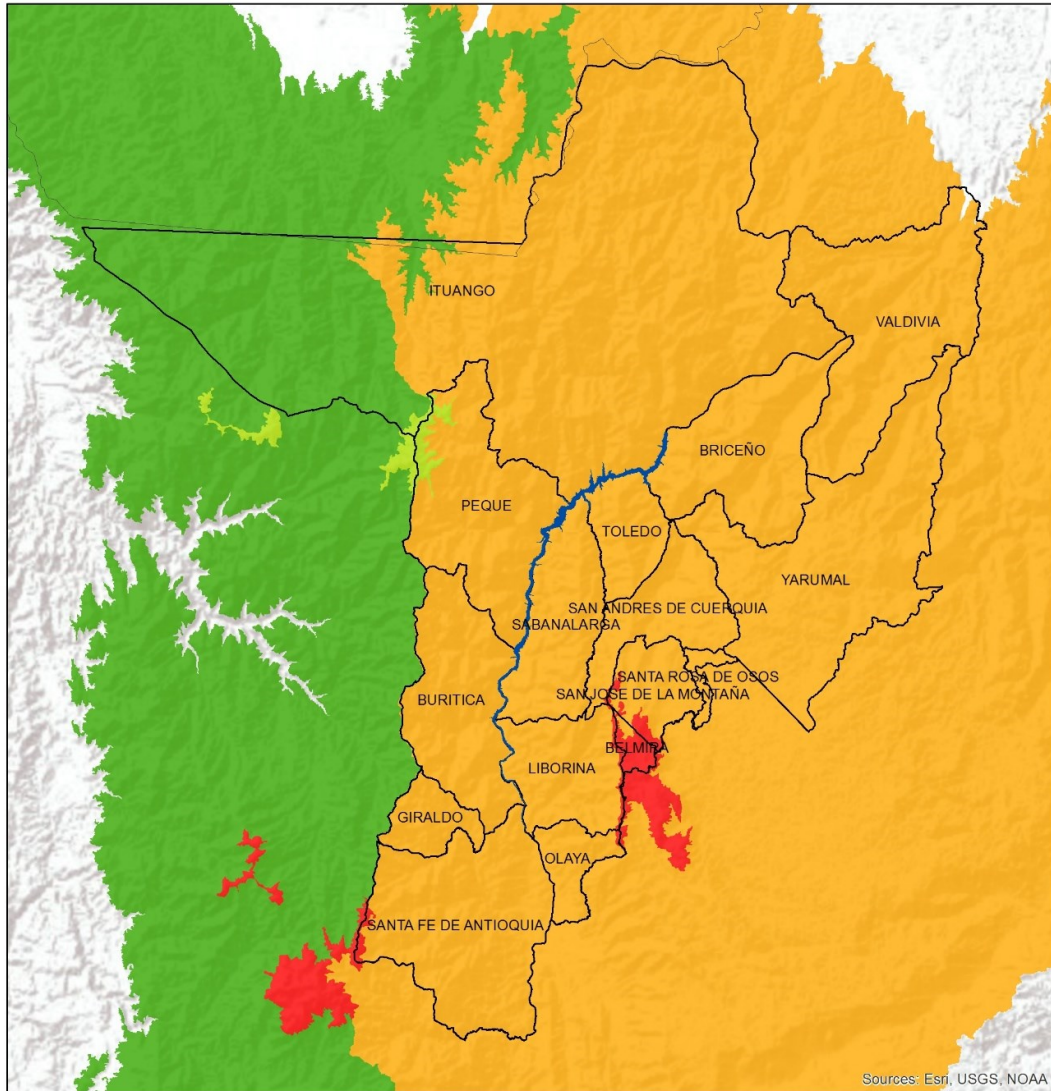 ITUANGO
VALDIVIA
BRICEÑO
PEQUE
TOLEDO
YARUMAL
SAN ANDRES DE CUERQUIA
SABANALARGA
SANTA ROSA DE OSOS
SAN JOSE DE LA MONTAÑA
BURITICA
BELMIRA
LIBORINA
GIRALDO
OLAYA
SANTA FE DE ANTIOQUIA
Sources: Esri, USGS, NOAA